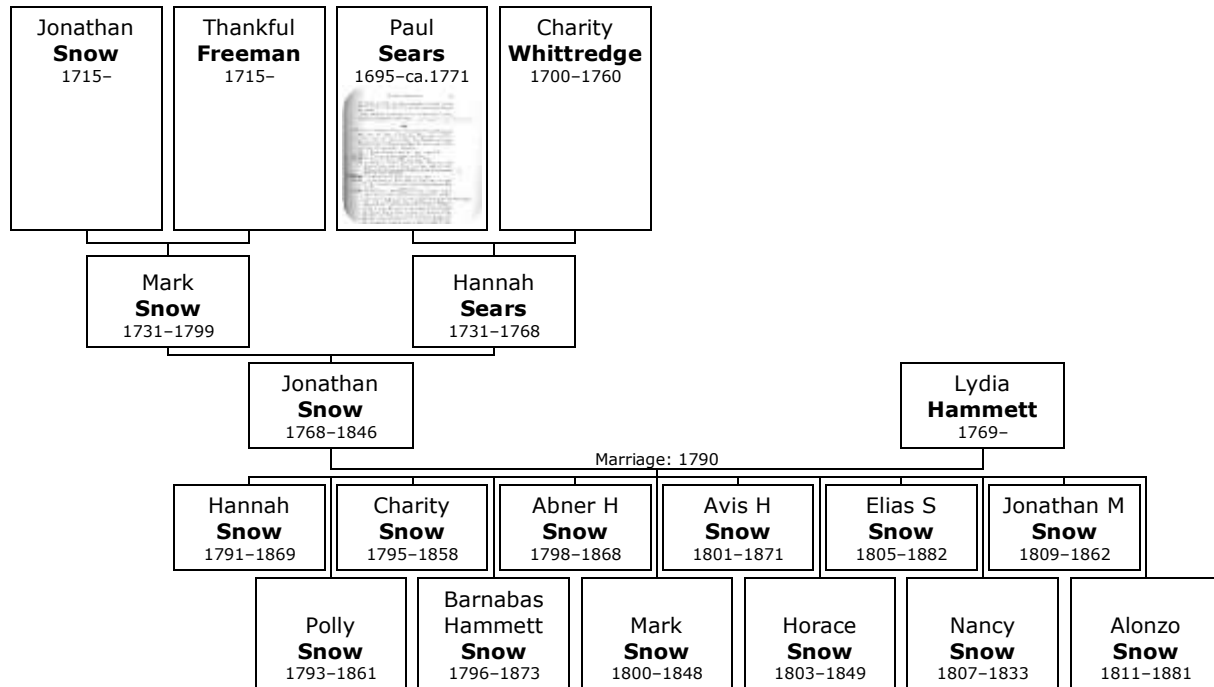 Jonathan
Snow
1715–
Thankful
Freeman
1715–
Paul
Sears
1695–ca.1771
Charity
Whittredge
1700–1760
Mark
Snow
1731–1799
Hannah
Sears
1731–1768
Jonathan
Snow
1768–1846
Lydia
Hammett
1769–
Marriage: 1790
Hannah
Snow
1791–1869
Charity
Snow
1795–1858
Abner H
Snow
1798–1868
Avis H
Snow
1801–1871
Elias S
Snow
1805–1882
Jonathan M
Snow
1809–1862
Polly
Snow
1793–1861
Barnabas
Hammett
Snow
1796–1873
Mark
Snow
1800–1848
Horace
Snow
1803–1849
Nancy
Snow
1807–1833
Alonzo
Snow
1811–1881